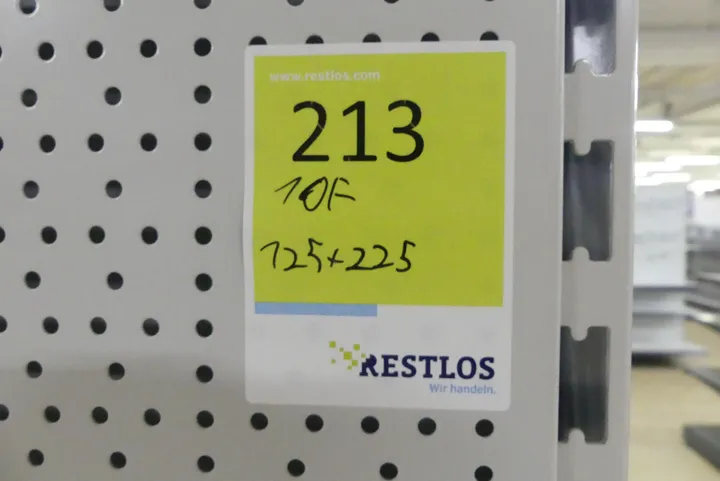 www.restlos.com
213
10F
125+225
RESTLOS
Wir handeln.